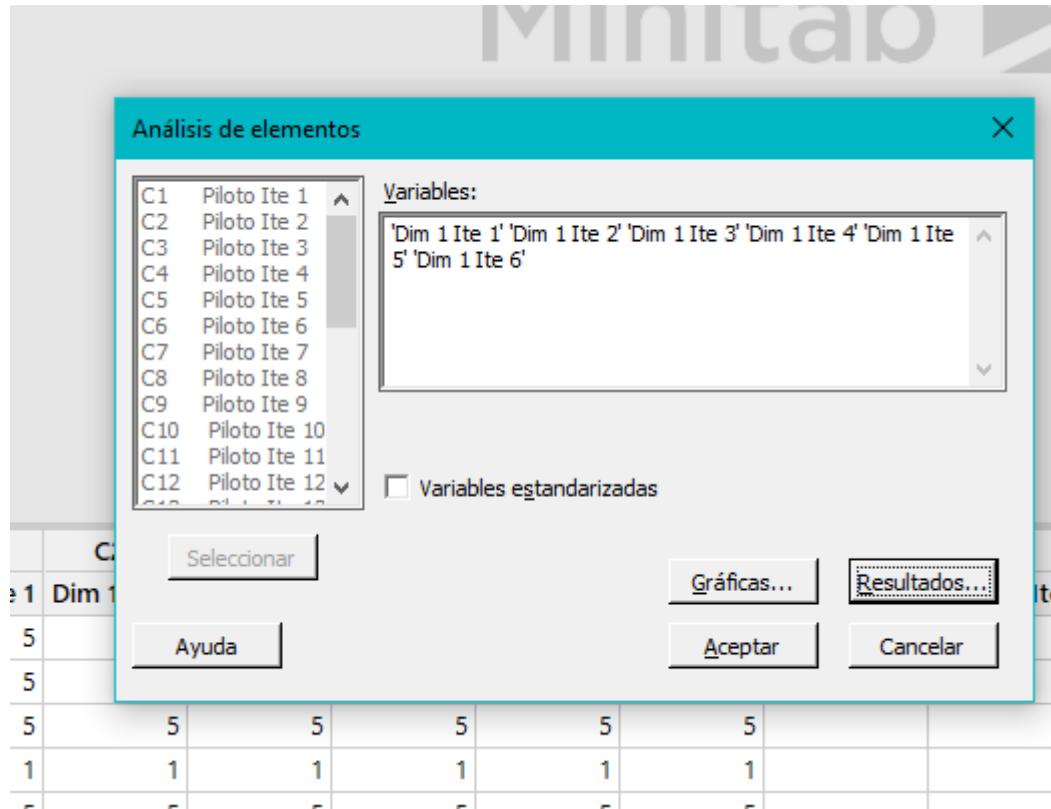 Minitab
Análisis de elementos
C1 Piloto Ite 1
C2 Piloto Ite 2
C3 Piloto Ite 3
C4 Piloto Ite 4
C5 Piloto Ite 5
C6 Piloto Ite 6
C7 Piloto Ite 7
C8 Piloto Ite 8
C9 Piloto Ite 9
C10 Piloto Ite 10
C11 Piloto Ite 11
C12 Piloto Ite 12
Variables:
'Dim 1 Ite 1' 'Dim 1 Ite 2' 'Dim 1 Ite 3' 'Dim 1 Ite 4' 'Dim 1 Ite
5' 'Dim 1 Ite 6'
Variables estandarizadas
Seleccionar
Gráficas... Resultados...
Ayuda Aceptar Cancelar
1 Dim 1
5
5
5 5 5 5 5 5
1 1 1 1 1 1